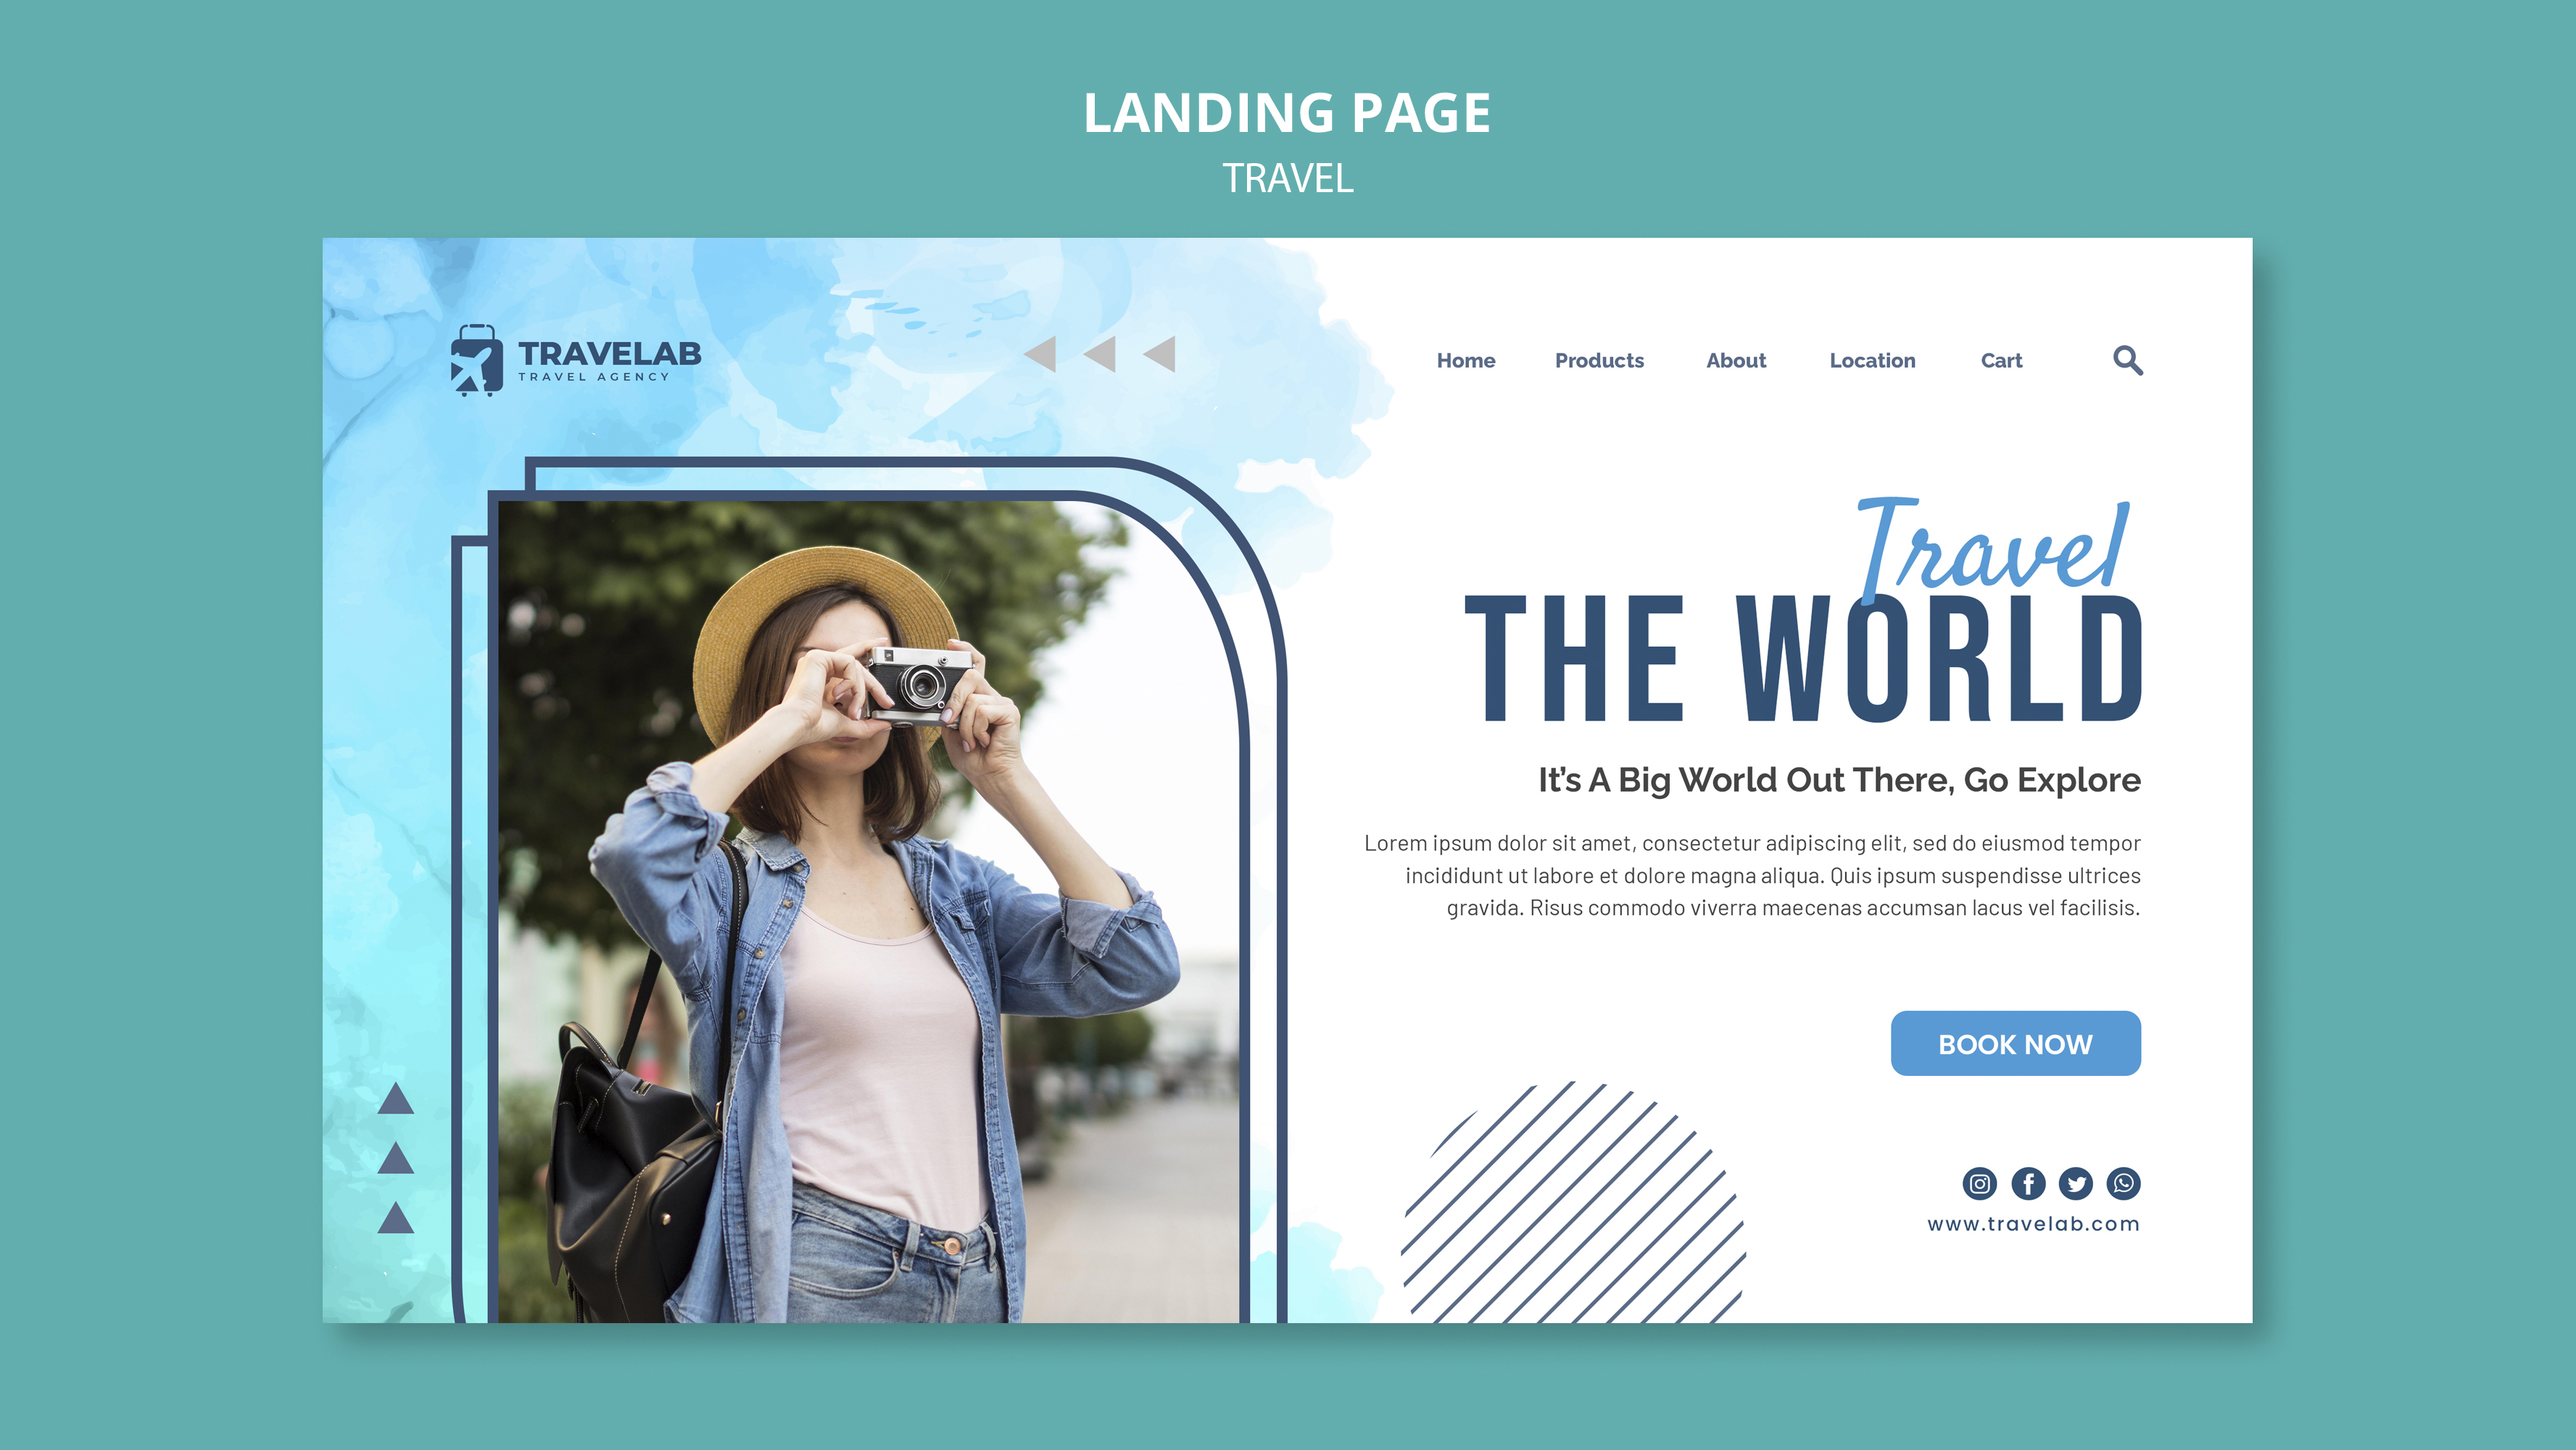 LANDING PAGE
TRAVEL
TRAVELAB
TRAVEL AGENCY
Home Products About Location Cart
Travel
THE WORLD
It's A Big World Out There, Go Explore
Lorem ipsum dolor sit amet, consectetur adipiscing elit, sed do eiusmod tempor
incididunt ut labore et dolore magna aliqua. Quis ipsum suspendisse ultrices
gravida. Risus commodo viverra maecenas accumsan lacus vel facilisis.
BOOK NOW
www.travelab.com